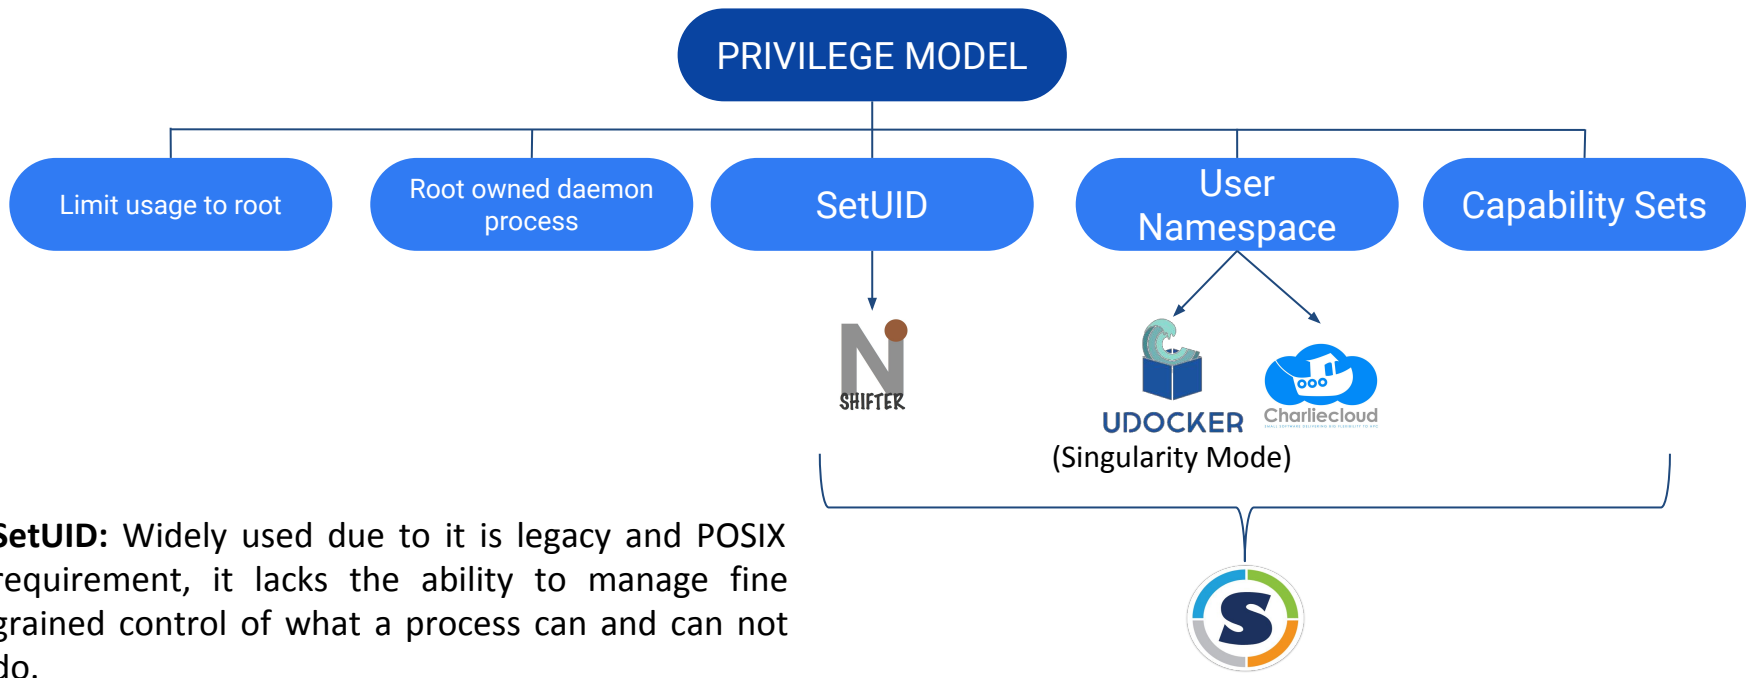 PRIVILEGE MODEL
Limit usage to root
Root owned daemon
process
SetUID
User
Namespace
Capability Sets
SHIFTER
UDOCKER
Charliecloud
(Singularity Mode)
SetUID: Widely used due to it is legacy and POSIX
requirement, it lacks the ability to manage fine
grained control of what a process can and can not
do.
S